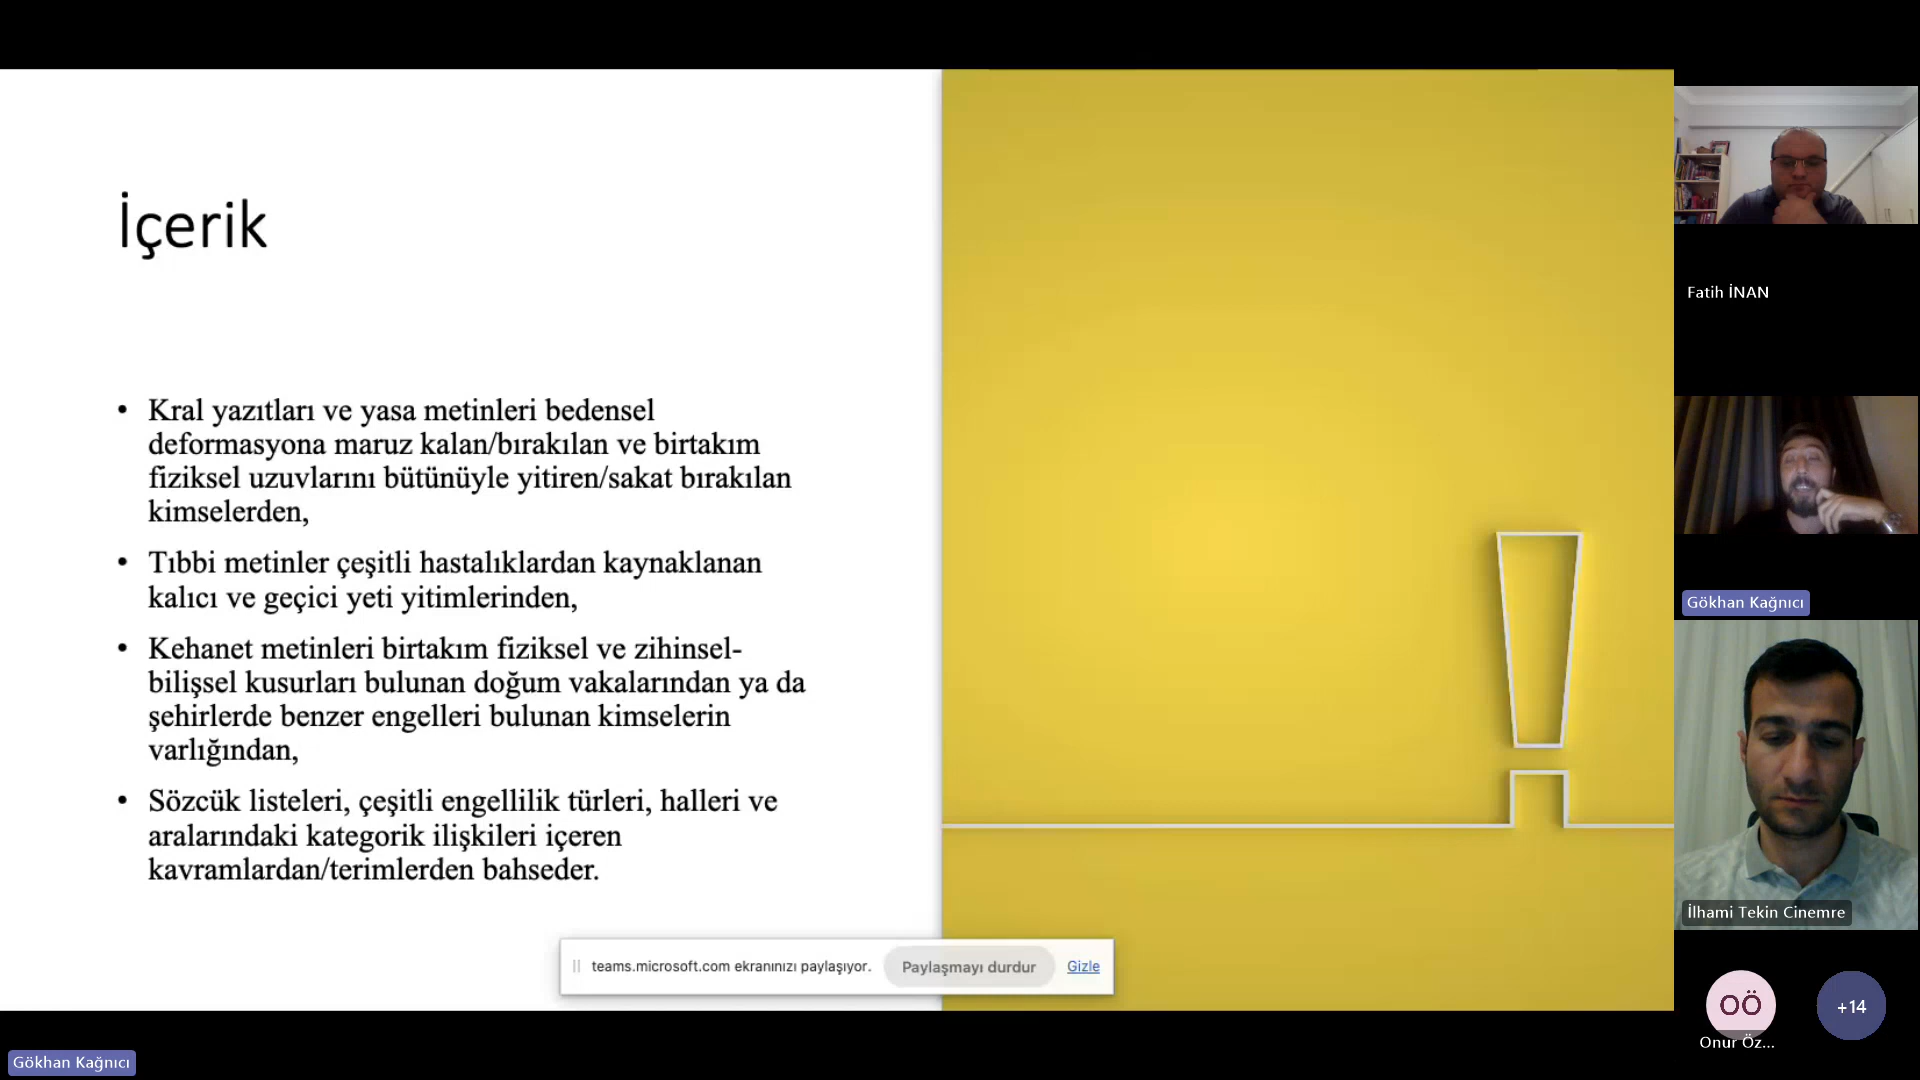 İçerik
• Kral yazıtları ve yasa metinleri bedensel
deformasyona maruz kalan/bırakılan ve birtakım
fiziksel uzuvlarını bütünüyle yitiren/sakat bırakılan
kimselerden,
• Tıbbi metinler çeşitli hastalıklardan kaynaklanan
kalıcı ve geçici yeti yitimlerinden,
• Kehanet metinleri birtakım fiziksel ve zihinsel-
bilişsel kusurları bulunan doğum vakalarından ya da
şehirlerde benzer engelleri bulunan kimselerin
varlığından,
• Sözcük listeleri, çeşitli engellilik türleri, halleri ve
aralarındaki kategorik ilişkileri içeren
kavramlardan/terimlerden bahseder.
teams.microsoft.com ekranınızı paylaşıyor. Paylaşmayı durdur Gizle
Gökhan Kağnıcı
Fatih İNAN
Gökhan Kağnıcı
İlhami Tekin Cinemre
OÖ
Onur Öz...
+14